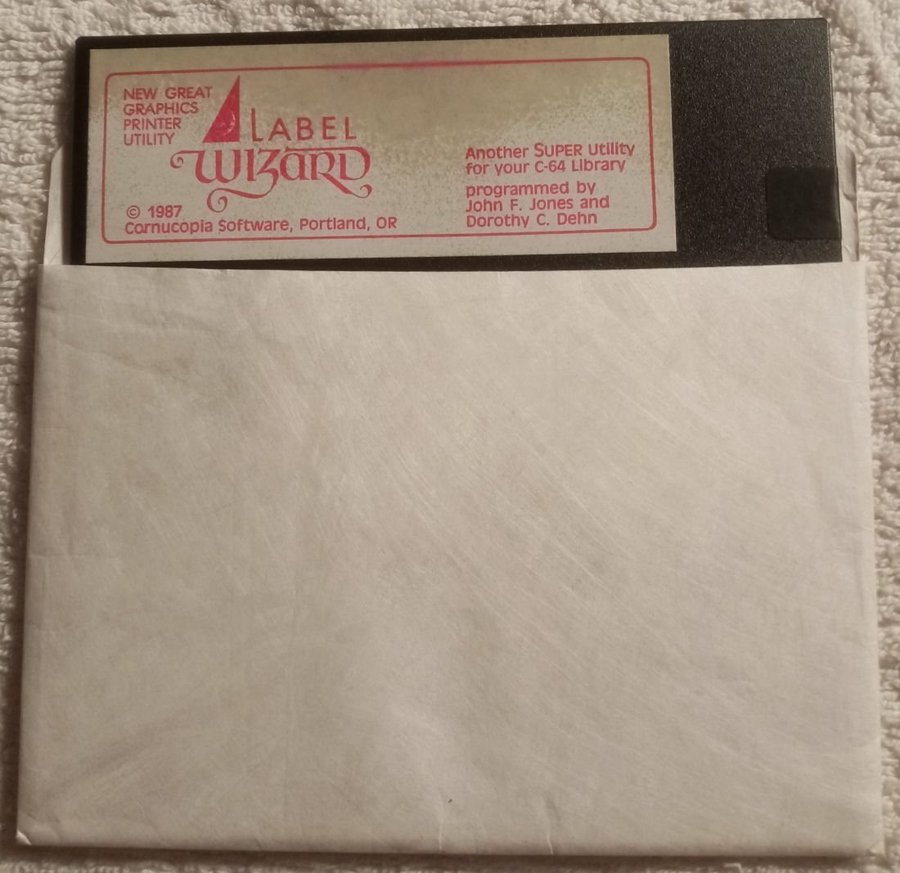 NEW GREAT
GRAPHICS
PRINTER
UTILITY
LABEL
WIZARD
© 1987
Cornucopia Software, Portland, OR
Another SUPER Utility
for your C-64 Library
programmed by
John F. Jones and
Dorothy C. Dehn